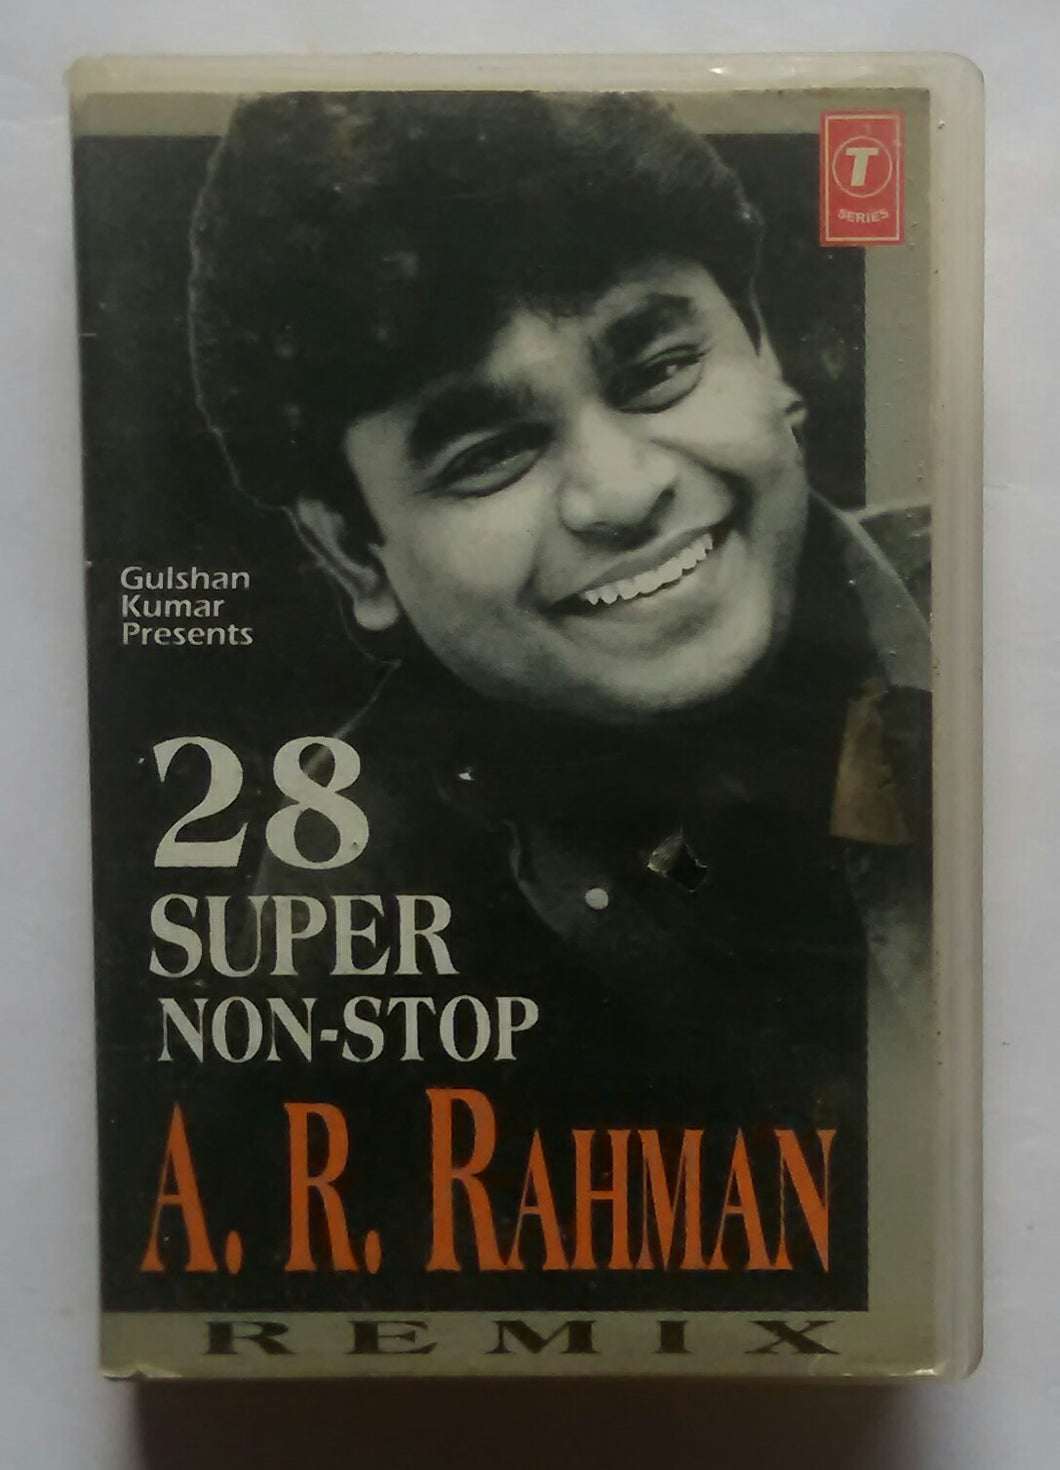 T
SERIES
Gulshan
Kumar
Presents
28
SUPER
NON-STOP
A. R. RAHMAN
REMIX